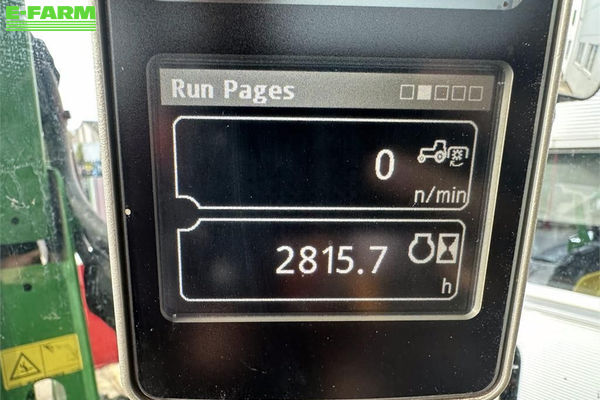 E-FARM
Run Pages
0
n/min
2815.7
h